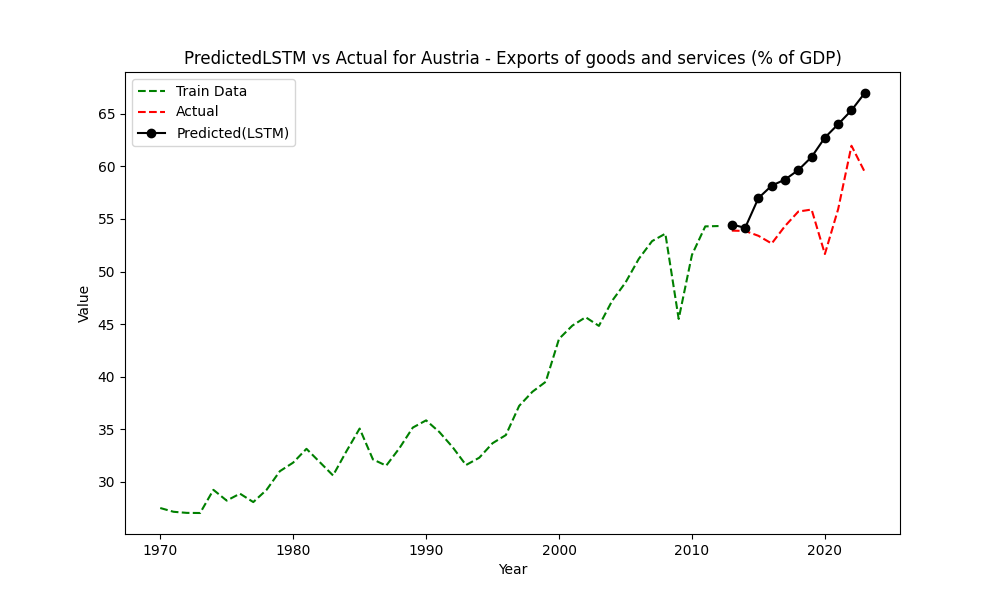 PredictedLSTM vs Actual for Austria - Exports of goods and services (% of GDP)
Train Data
Actual
Predicted(LSTM)
Value
65
60
55
50
45
40
35
30
1970
1980
1990
2000
2010
2020
Year